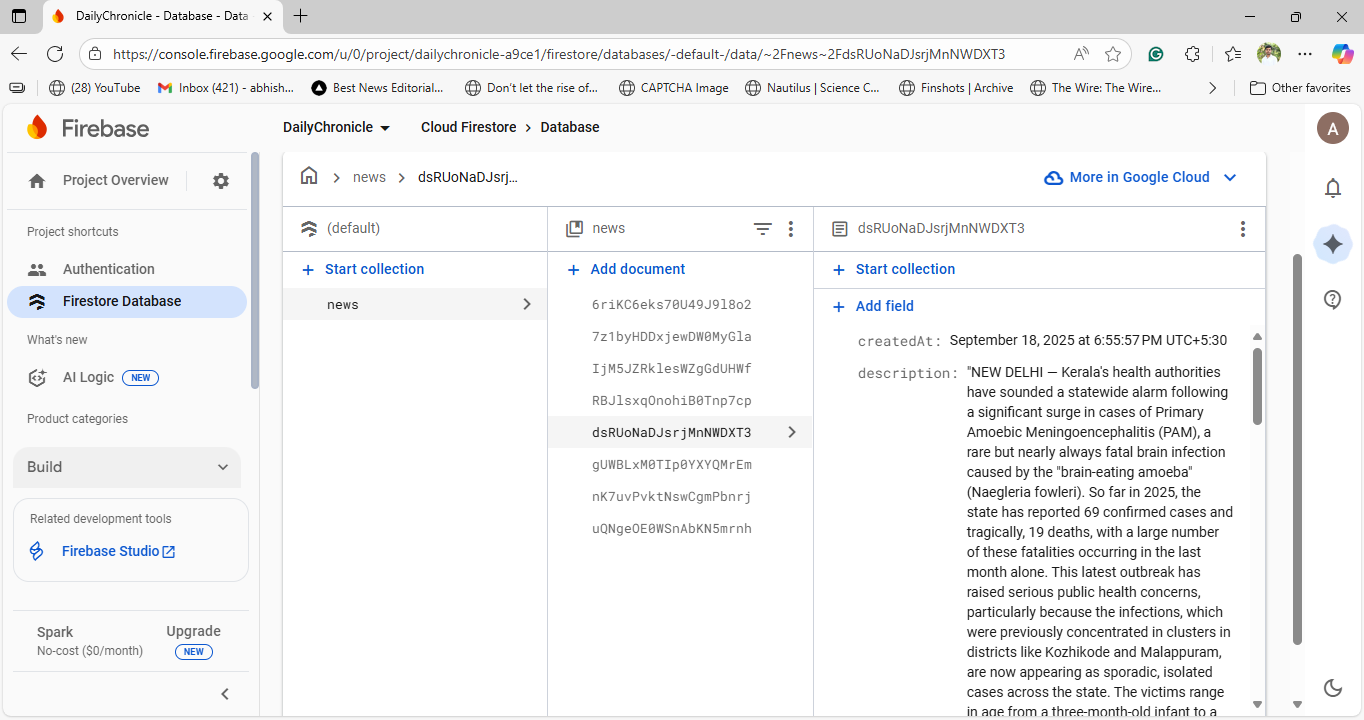 DailyChronicle - Database - Data
https://console.firebase.google.com/u/0/project/dailychronicle-a9ce1/firestore/databases/-default-/data/~2Fnews~2FdsRUoNaDJsrjMnNWDXT3
(28) YouTube
Inbox (421) - abhish...
Best News Editorial...
Don't let the rise of...
CAPTCHA Image
Nautilus | Science C...
Finshots | Archive
The Wire: The Wire...
Other favorites
Firebase
DailyChronicle
Cloud Firestore > Database
A
Project Overview
Project shortcuts
Authentication
Firestore Database
What's new
AI Logic NEW
Product categories
Build
Related development tools
Firebase Studio
Spark
No-cost ($0/month)
Upgrade
NEW
news > dsRUoNaDJsrj...
More in Google Cloud
(default)
+ Start collection
news
news
+ Add document
6riKC6eks70U49J9l8o2
7z1byHDDxjewDW0MyGla
IjM5JZRklesWZgGdUHWf
RBJlsxqOnohiB0Tnp7cp
dsRUoNaDJsrjMnNWDXT3
gUWBLxM0TIp0YXYQMrEm
nK7uvPvktNswCgmPbnrj
uQNgeOE0WSnAbKN5mrnh
dsRUoNaDJsrjMnNWDXT3
+ Start collection
+ Add field
createdAt: September 18, 2025 at 6:55:57 PM UTC+5:30
description: "NEW DELHI — Kerala's health authorities
have sounded a statewide alarm following
a significant surge in cases of Primary
Amoebic Meningoencephalitis (PAM), a
rare but nearly always fatal brain infection
caused by the "brain-eating amoeba"
(Naegleria fowleri). So far in 2025, the
state has reported 69 confirmed cases and
tragically, 19 deaths, with a large number
of these fatalities occurring in the last
month alone. This latest outbreak has
raised serious public health concerns,
particularly because the infections, which
were previously concentrated in clusters in
districts like Kozhikode and Malappuram,
are now appearing as sporadic, isolated
cases across the state. The victims range
in age from a three-month-old infant to a